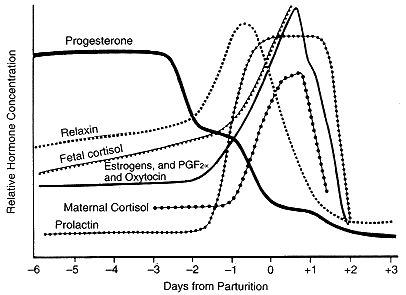 Progesterone
Relaxin
Fetal cortisol
Estrogens, and PGF2∝
and Oxytocin
Maternal Cortisol
Prolactin
Relative Hormone Concentration
−6 −5 −4 −3 −2 −1 0 +1 +2 +3
Days from Parturition